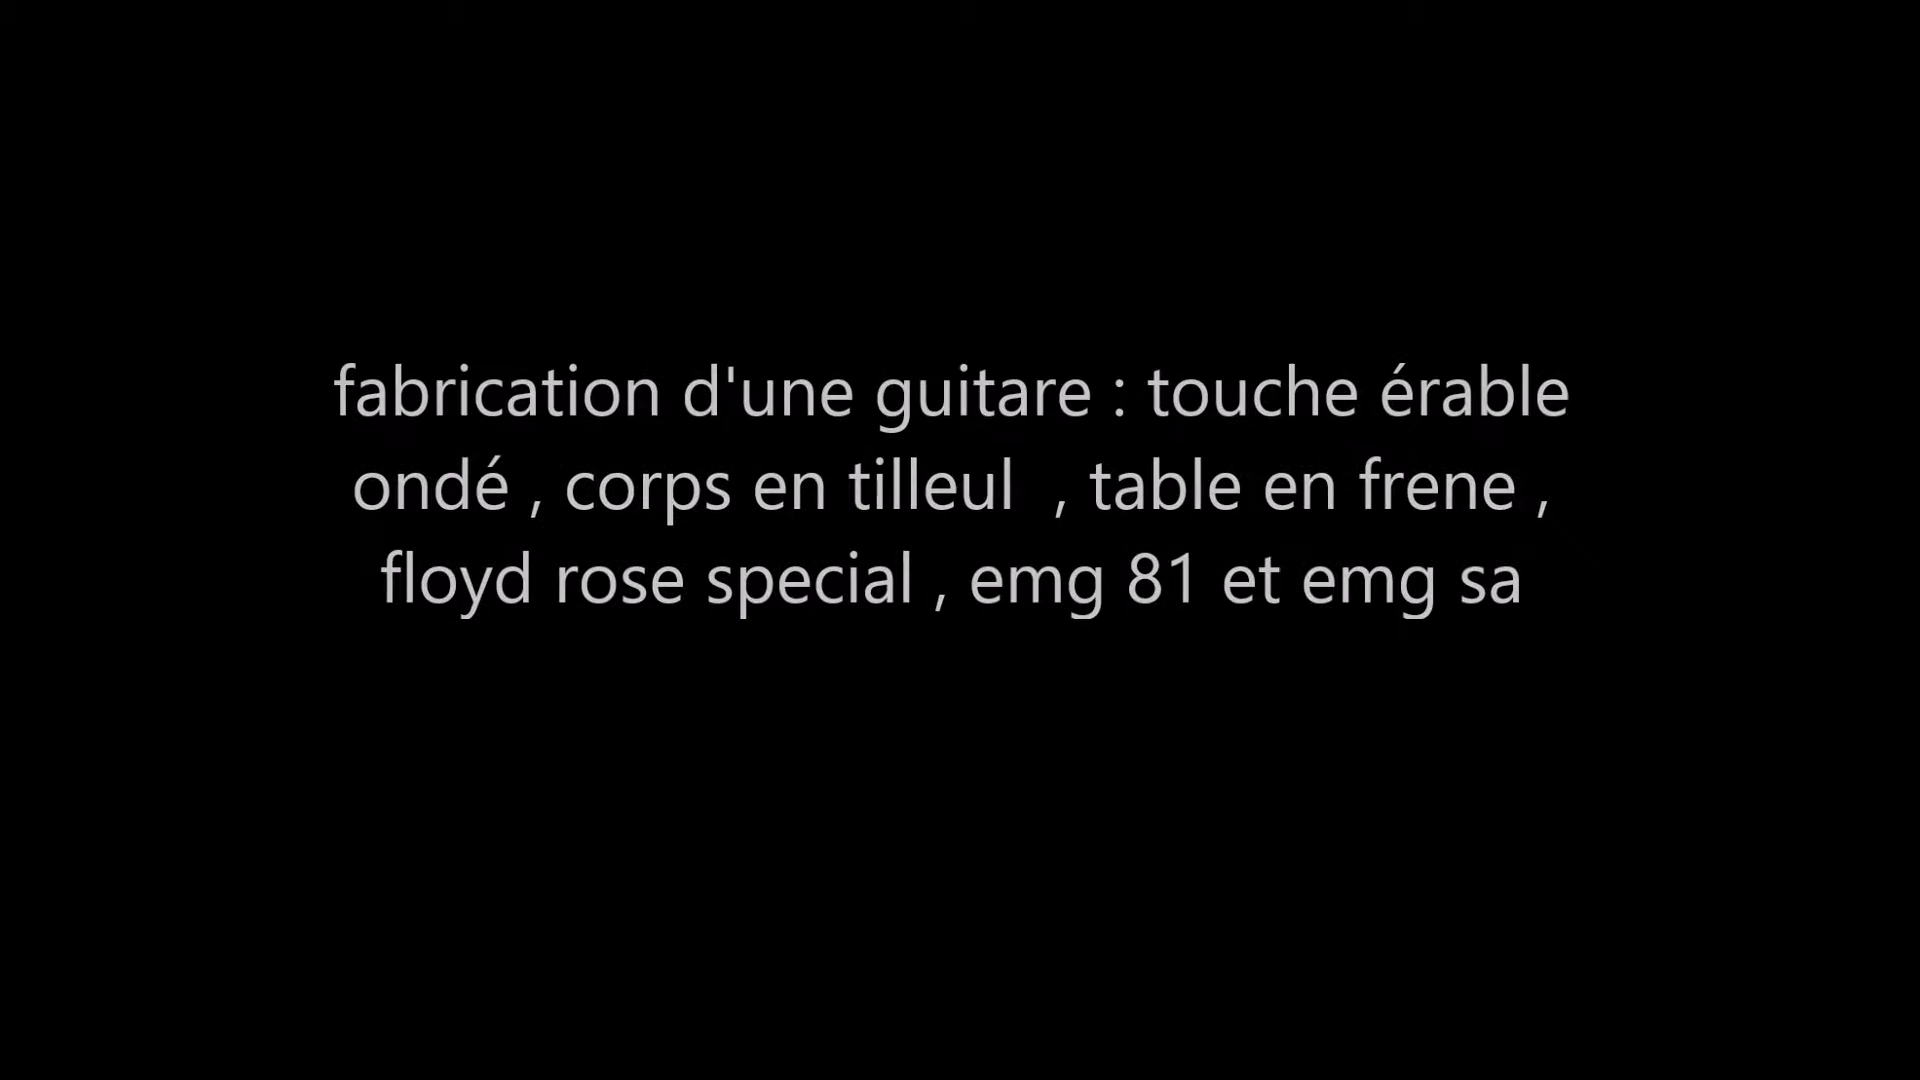 fabrication d'une guitare : touche érable
ondé , corps en tilleul  , table en frene ,
floyd rose special , emg 81 et emg sa